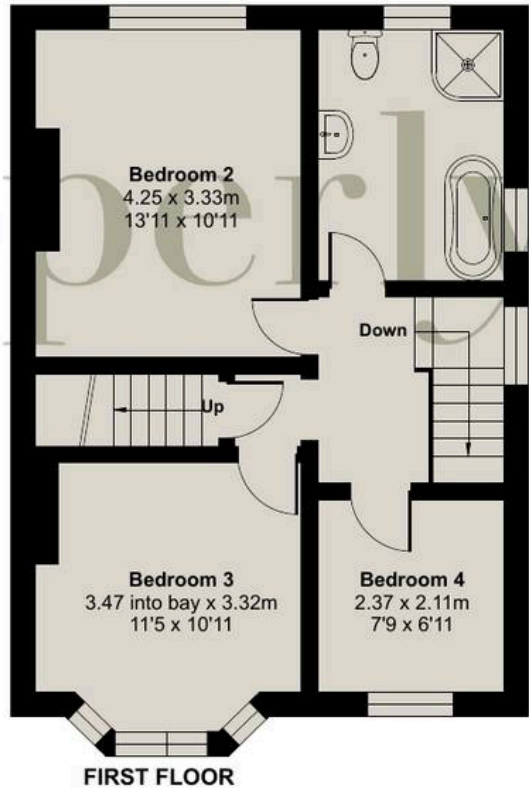 Bedroom 2
4.25 x 3.33m
13'11 x 10'11
perly
Down
Up
Bedroom 3
3.47 into bay x 3.32m
11'5 x 10'11
Bedroom 4
2.37 x 2.11m
7'9 x 6'11
FIRST FLOOR